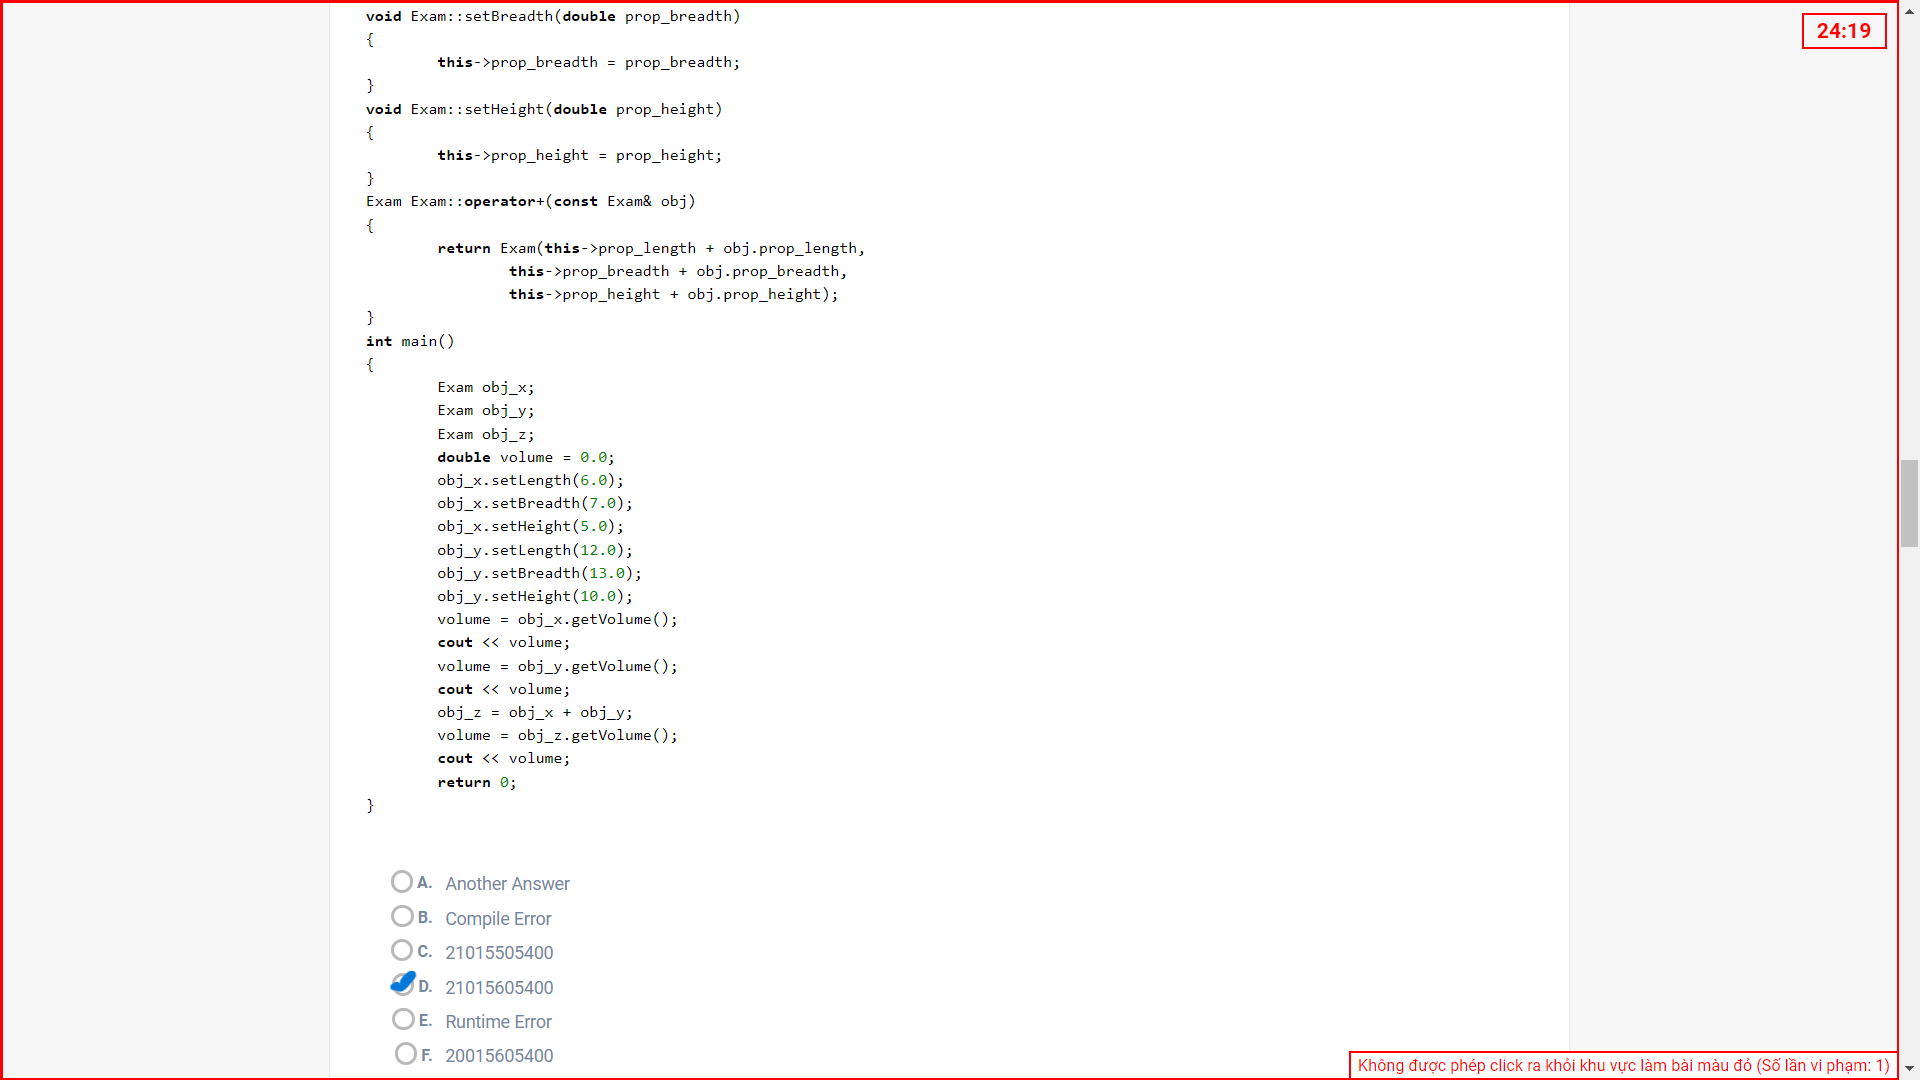 void Exam::setBreadth(double prop_breadth)
{
this->prop_breadth = prop_breadth;
}
void Exam::setHeight(double prop_height)
{
this->prop_height = prop_height;
}
Exam Exam::operator+(const Exam& obj)
{
return Exam(this->prop_length + obj.prop_length,
this->prop_breadth + obj.prop_breadth,
this->prop_height + obj.prop_height);
}
int main()
{
Exam obj_x;
Exam obj_y;
Exam obj_z;
double volume = 0.0;
obj_x.setLength(6.0);
obj_x.setBreadth(7.0);
obj_x.setHeight(5.0);
obj_y.setLength(12.0);
obj_y.setBreadth(13.0);
obj_y.setHeight(10.0);
volume = obj_x.getVolume();
cout << volume;
volume = obj_y.getVolume();
cout << volume;
obj_z = obj_x + obj_y;
volume = obj_z.getVolume();
cout << volume;
return 0;
}
A. Another Answer
B. Compile Error
C. 21015505400
D. 21015605400
E. Runtime Error
F. 20015605400
24:19
Không được phép click ra khỏi khu vực làm bài màu đỏ (Số lần vi phạm: 1)